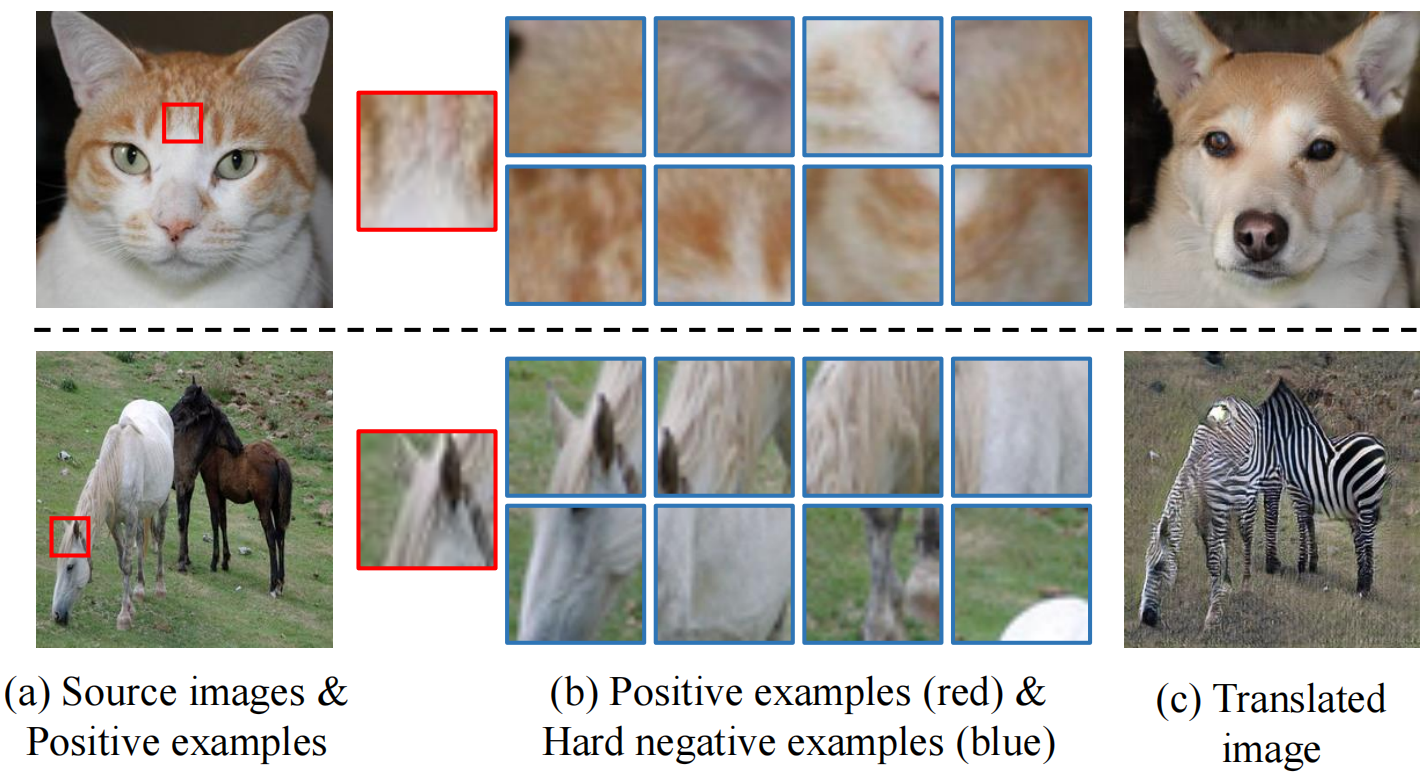 (a) Source images &
Positive examples
(b) Positive examples (red) &
Hard negative examples (blue)
(c) Translated
image